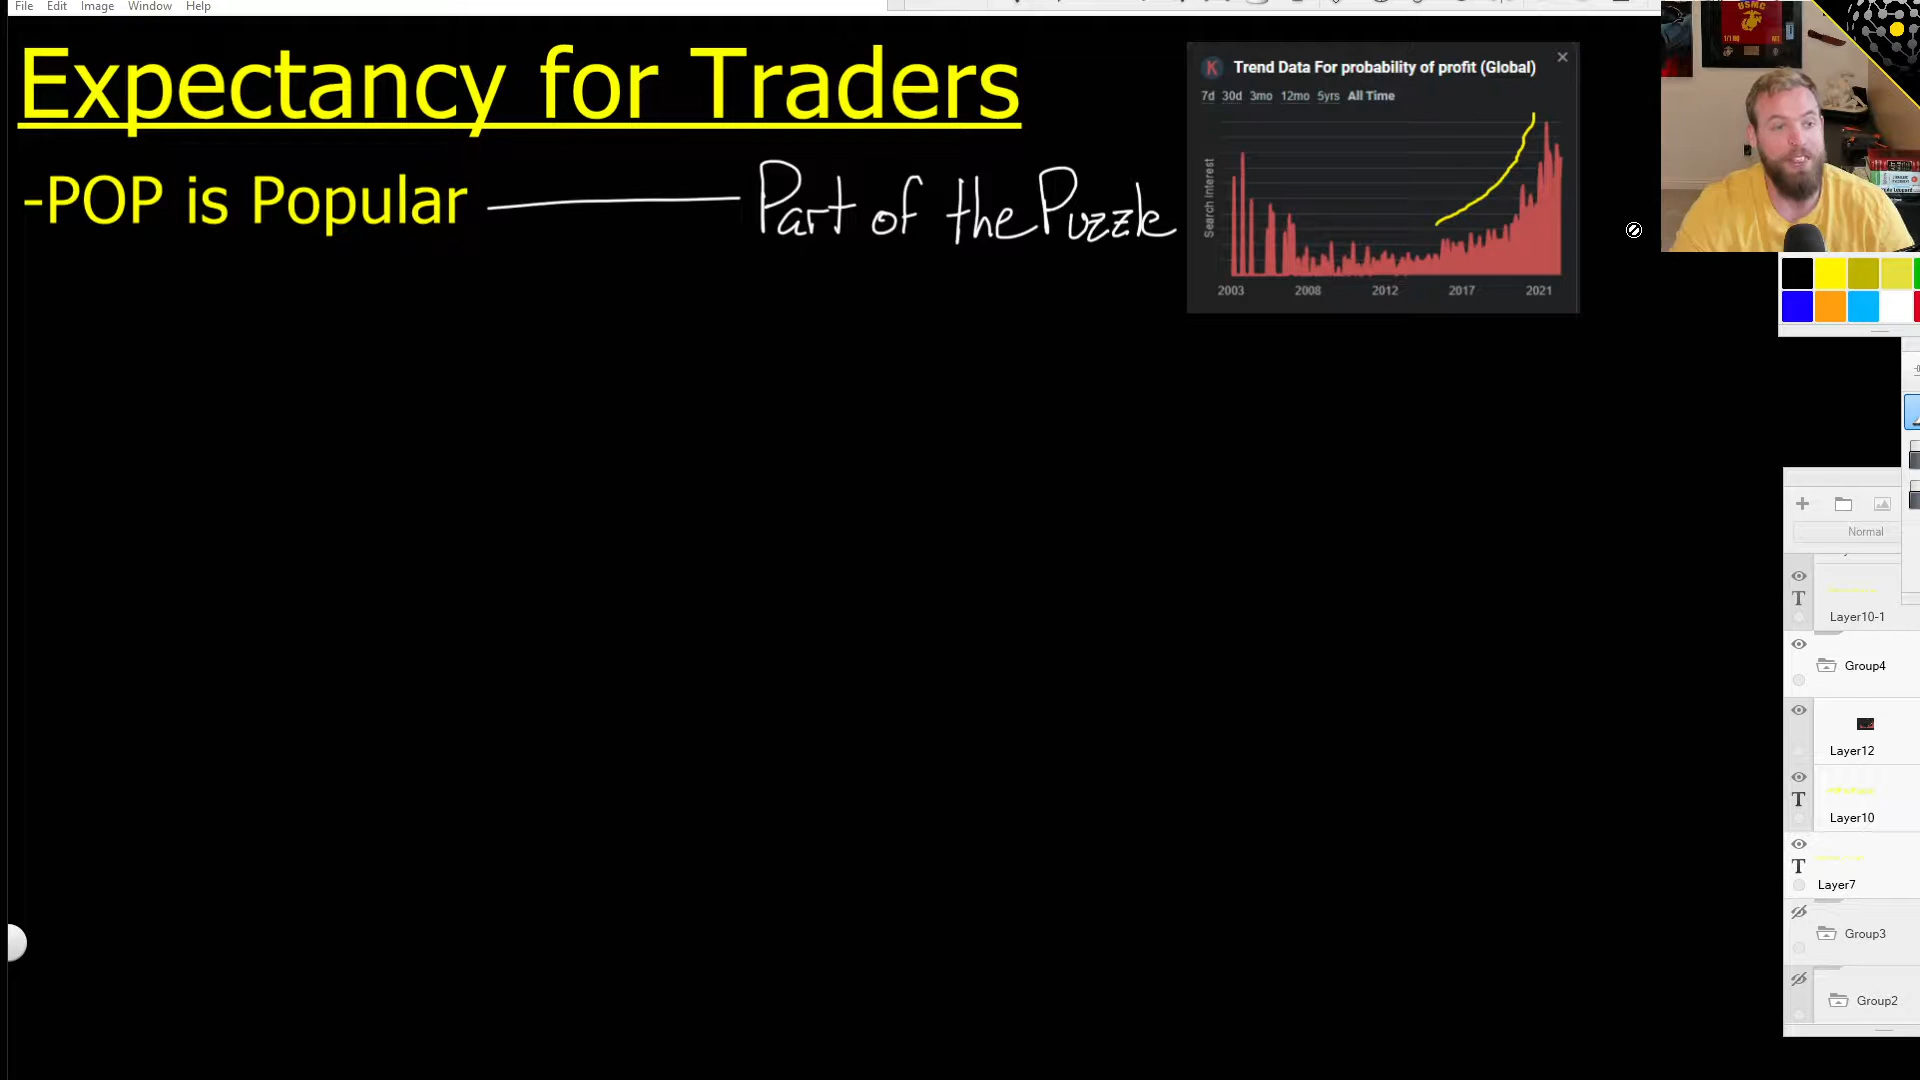 File Edit Image Window Help
Expectancy for Traders
-POP is Popular
Part of the Puzzle
K Trend Data For probability of profit (Global)
7d 30d 3mo 12mo 5yrs All Time
Search Interest
2003 2008 2012 2017 2021
USMC
Normal
T
Layer10-1
Group4
Layer12
T
Layer10
T
Layer7
Group3
Group2